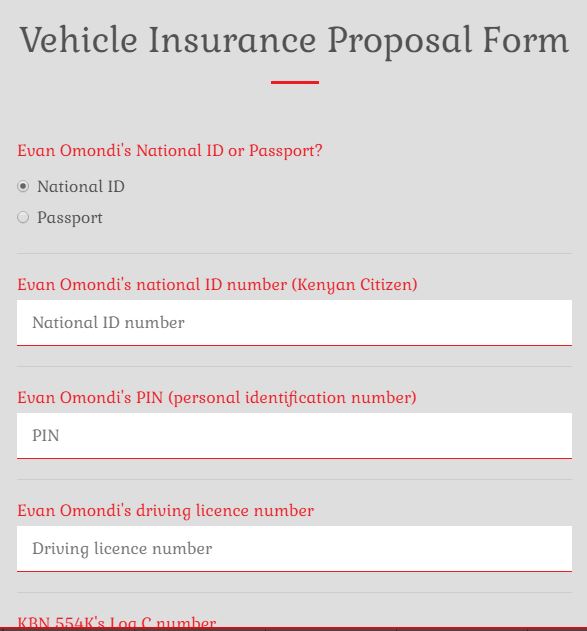 Vehicle Insurance Proposal Form
Evan Omondi's National ID or Passport?
National ID
Passport
Evan Omondi's national ID number (Kenyan Citizen)
National ID number
Evan Omondi's PIN (personal identification number)
PIN
Evan Omondi's driving licence number
Driving licence number
KBN 554K's Log C number